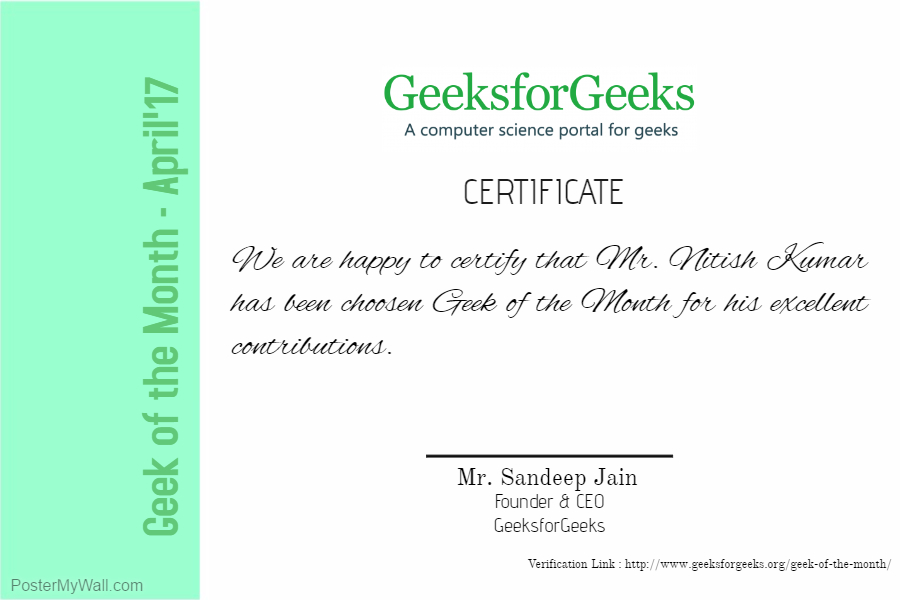 Geek of the Month - April'17
GeeksforGeeks
A computer science portal for geeks
CERTIFICATE
We are happy to certify that Mr. Nitish Kumar
has been choosen Geek of the Month for his excellent
contributions.
Mr. Sandeep Jain
Founder & CEO
GeeksforGeeks
Verification Link : http://www.geeksforgeeks.org/geek-of-the-month/
PosterMyWall.com